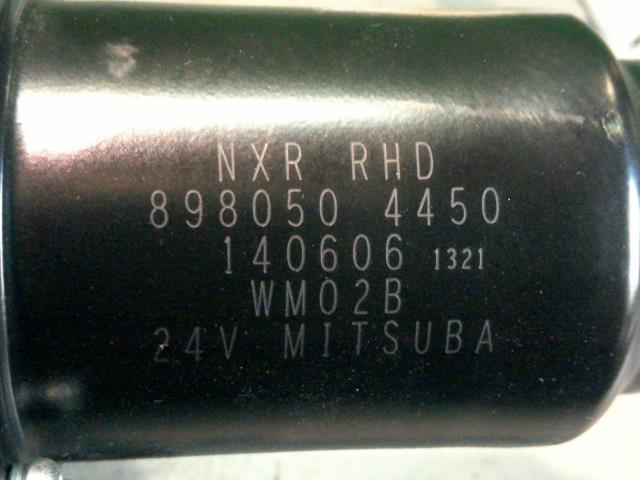 NXR RHD
898050 4450
140606 1321
WM02B
24V MITSUBA